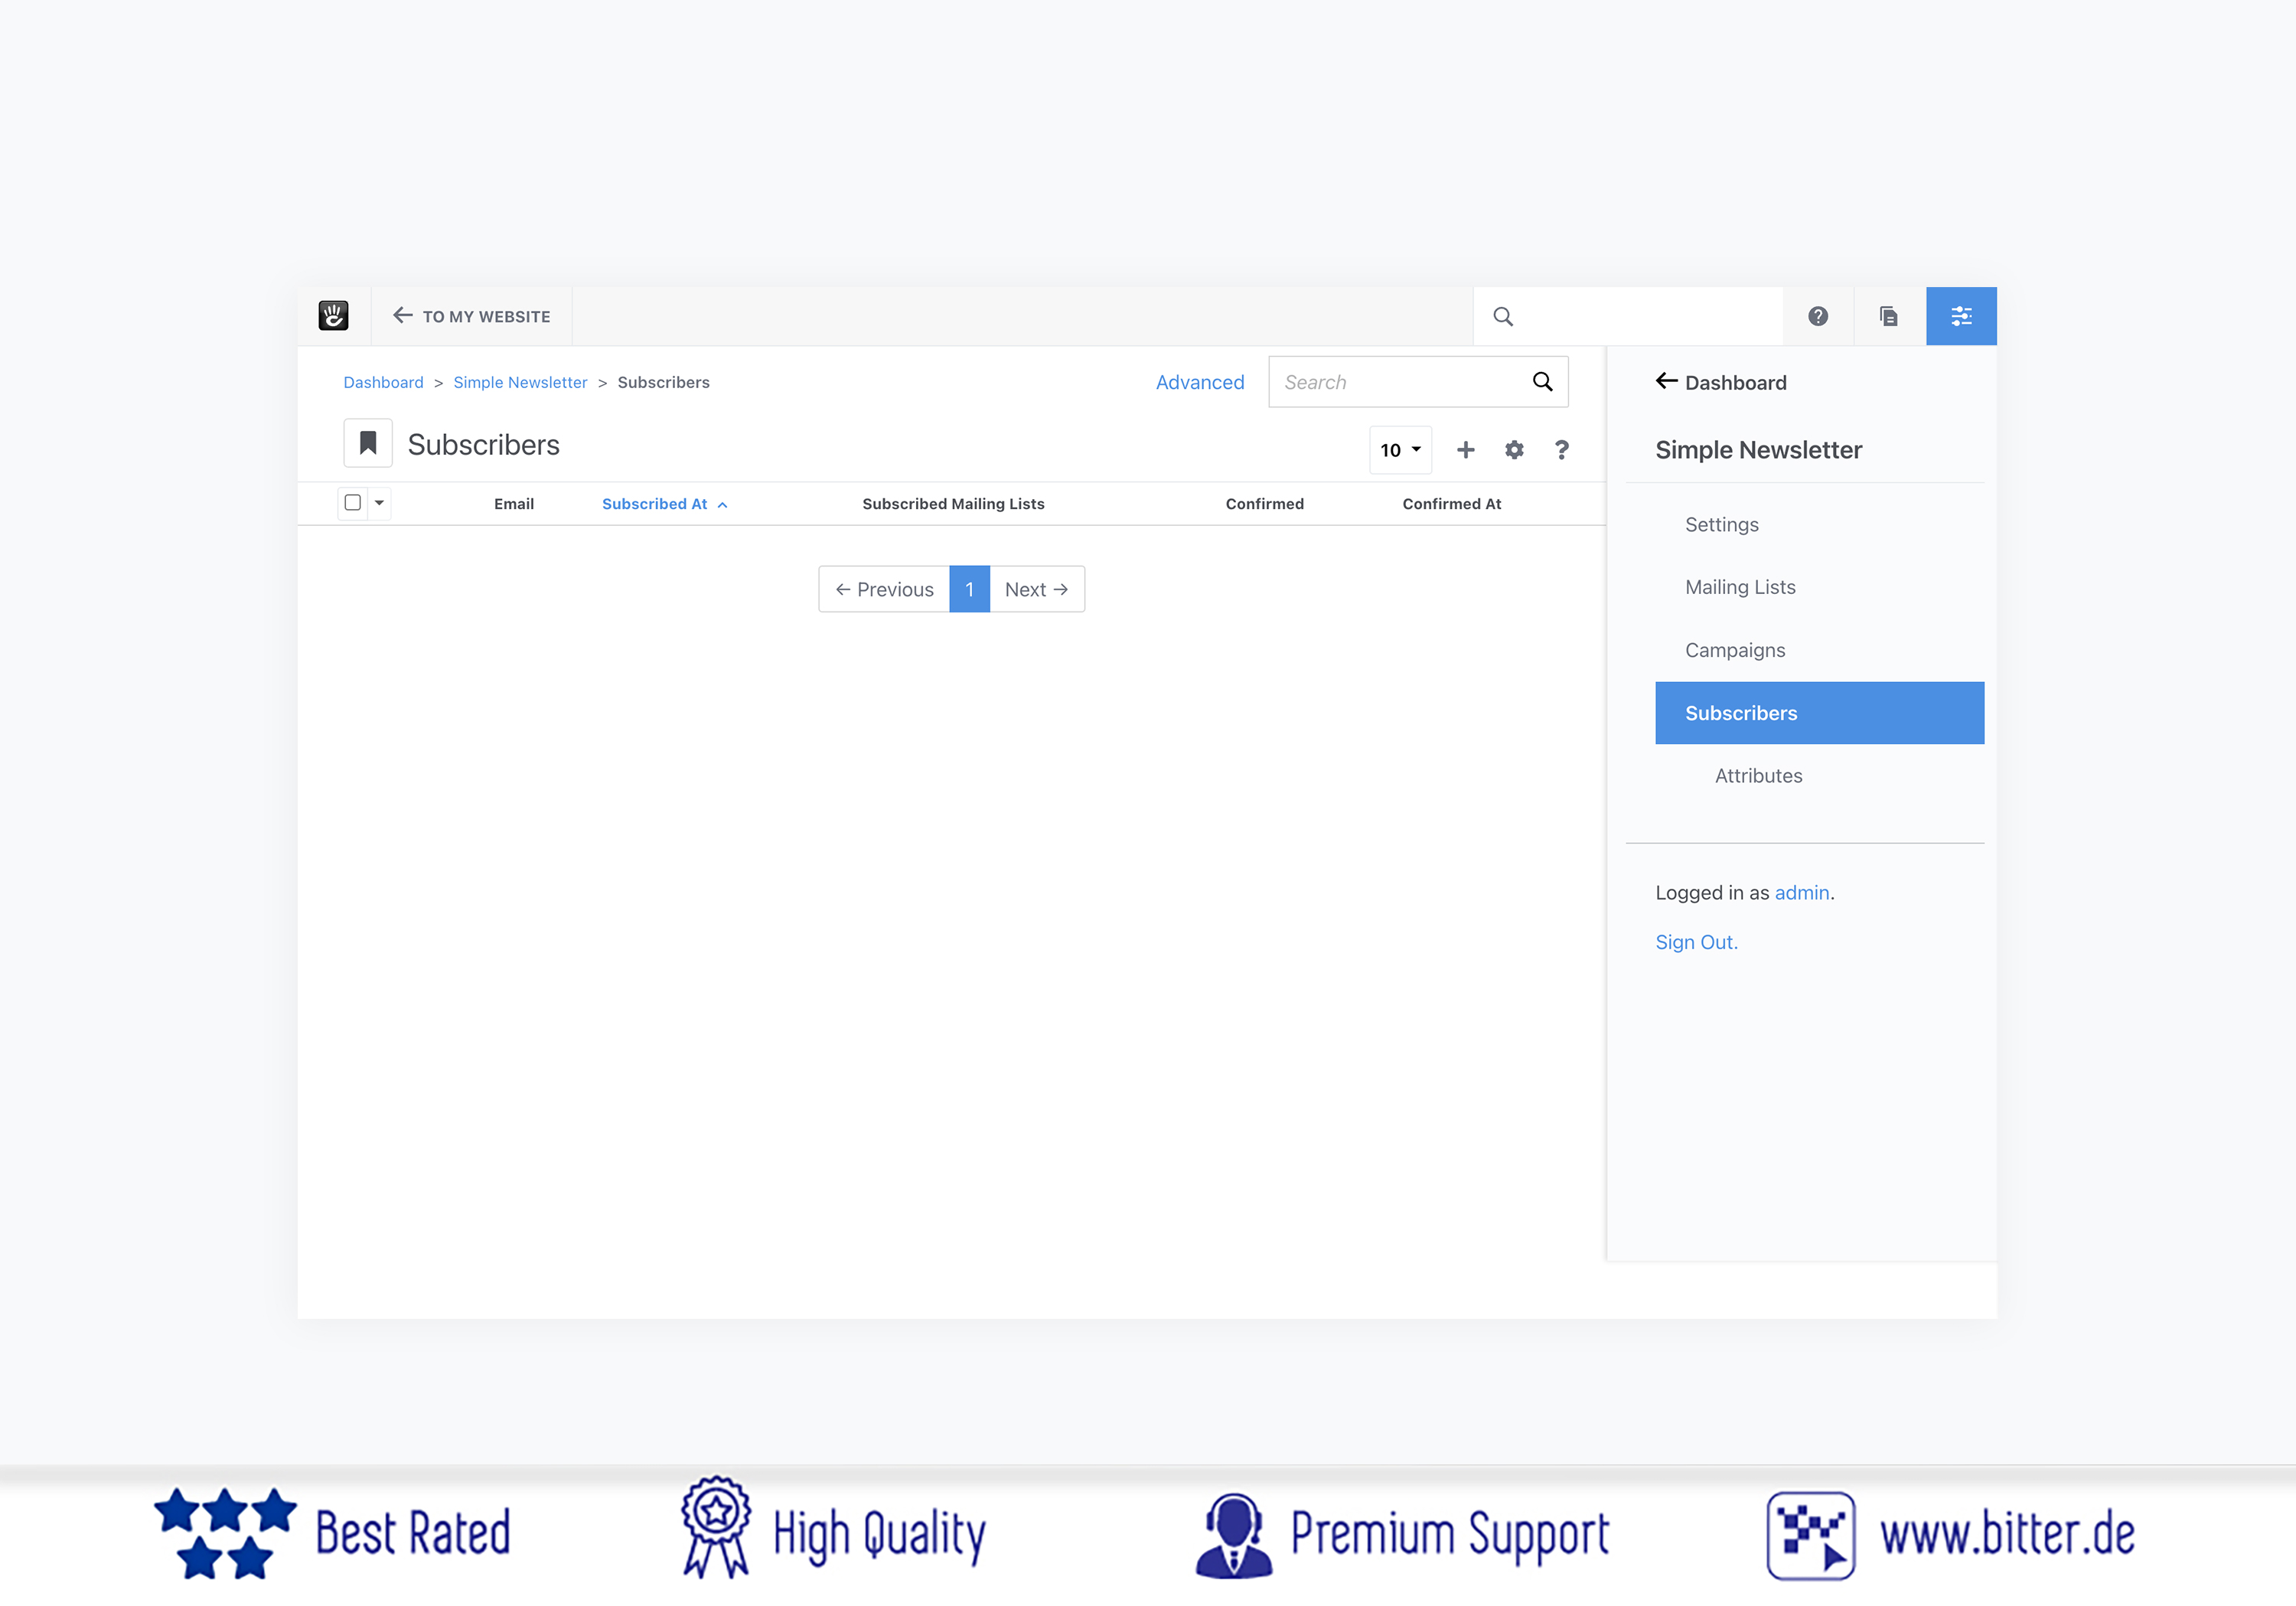 TO MY WEBSITE
Dashboard > Simple Newsletter > Subscribers
Advanced
Search
Subscribers
10
Email Subscribed At Subscribed Mailing Lists Confirmed Confirmed At
← Previous 1 Next →
Dashboard
Simple Newsletter
Settings
Mailing Lists
Campaigns
Subscribers
Attributes
Logged in as admin.
Sign Out.
Best Rated
High Quality
Premium Support
www.bitter.de